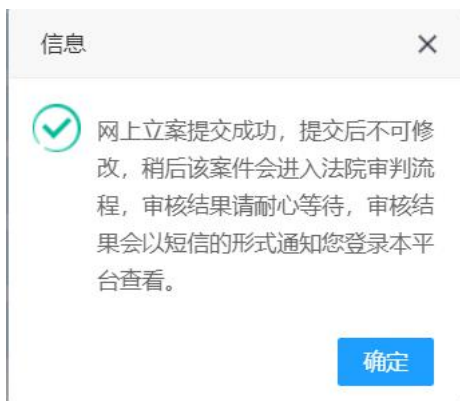 信息
网上立案提交成功，提交后不可修
改，稍后该案件会进入法院审判流
程，审核结果请耐心等待，审核结
果会以短信的形式通知您登录本平
台查看。
确定